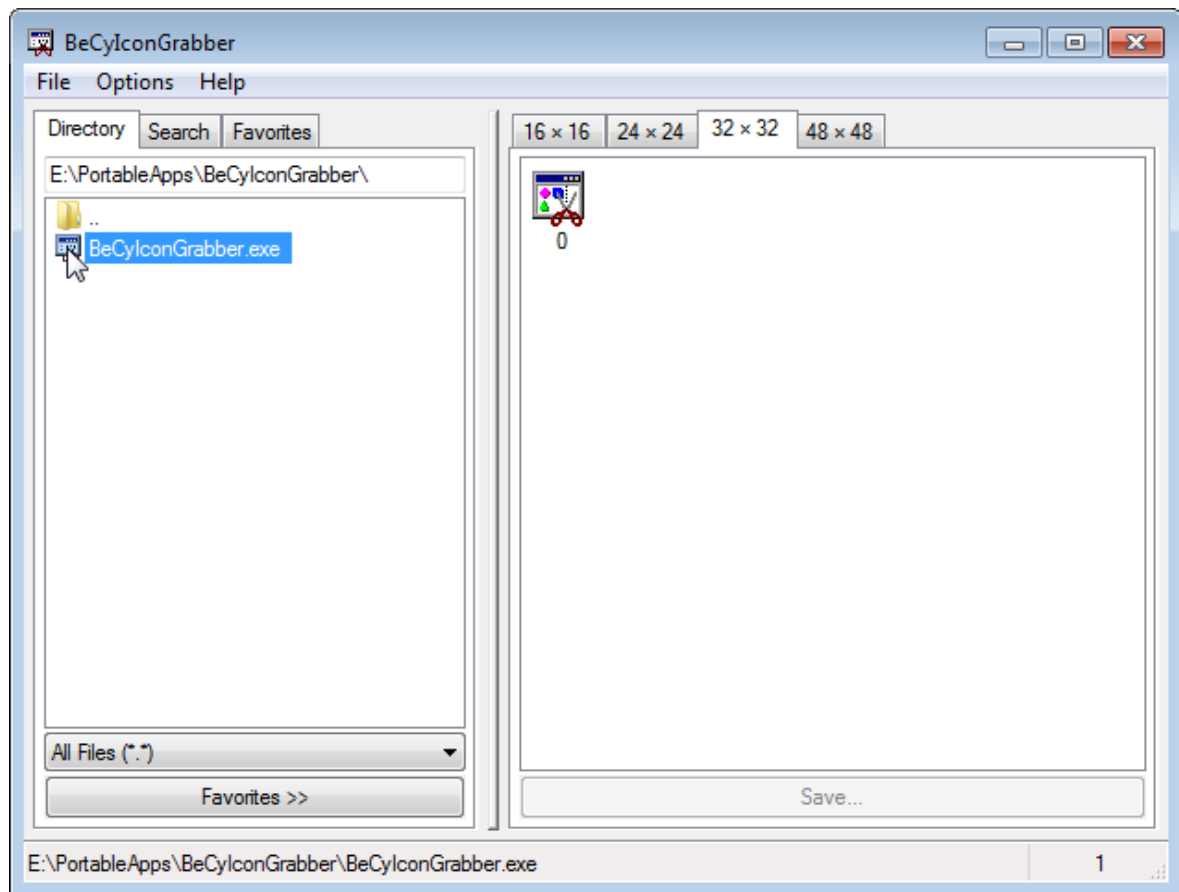 BeCyIconGrabber
File Options Help
Directory Search Favorites
E:\PortableApps\BeCyIconGrabber\
..
BeCyIconGrabber.exe
All Files (*.*)
Favorites >>
16 × 16 24 × 24 32 × 32 48 × 48
0
Save...
E:\PortableApps\BeCyIconGrabber\BeCyIconGrabber.exe 1